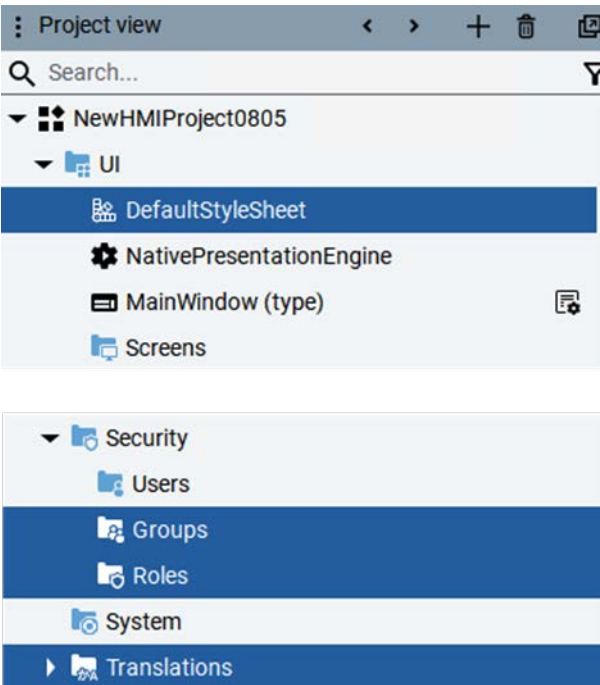 Project view
Search...
NewHMIProject0805
UI
DefaultStyleSheet
NativePresentationEngine
MainWindow (type)
Screens
Security
Users
Groups
Roles
System
Translations